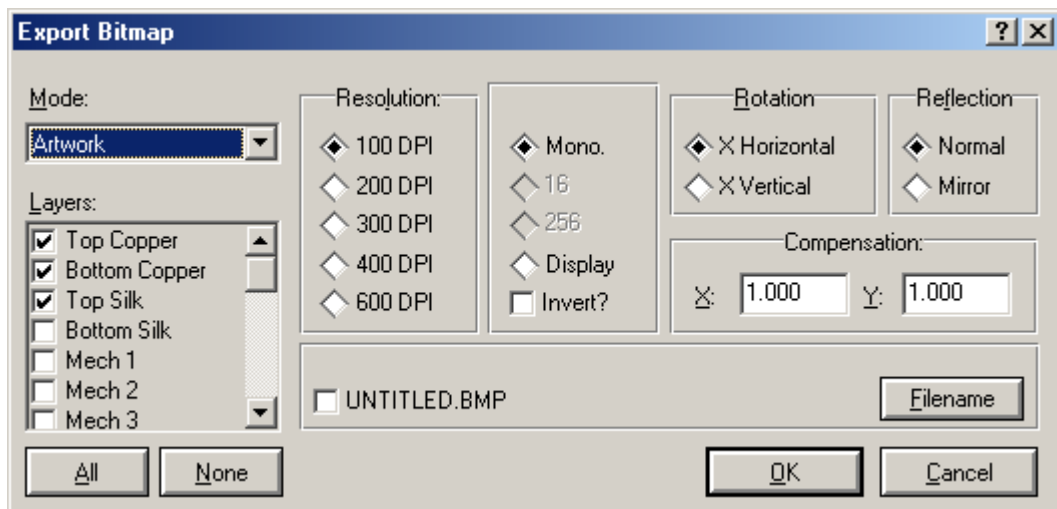 Export Bitmap
Mode:
Artwork
Layers:
Top Copper
Bottom Copper
Top Silk
Bottom Silk
Mech 1
Mech 2
Mech 3
All
None
Resolution:
100 DPI
200 DPI
300 DPI
400 DPI
600 DPI
Mono.
16
256
Display
Invert?
Rotation
X Horizontal
X Vertical
Reflection
Normal
Mirror
Compensation:
X: 1.000 Y: 1.000
UNTITLED.BMP
Filename
OK
Cancel